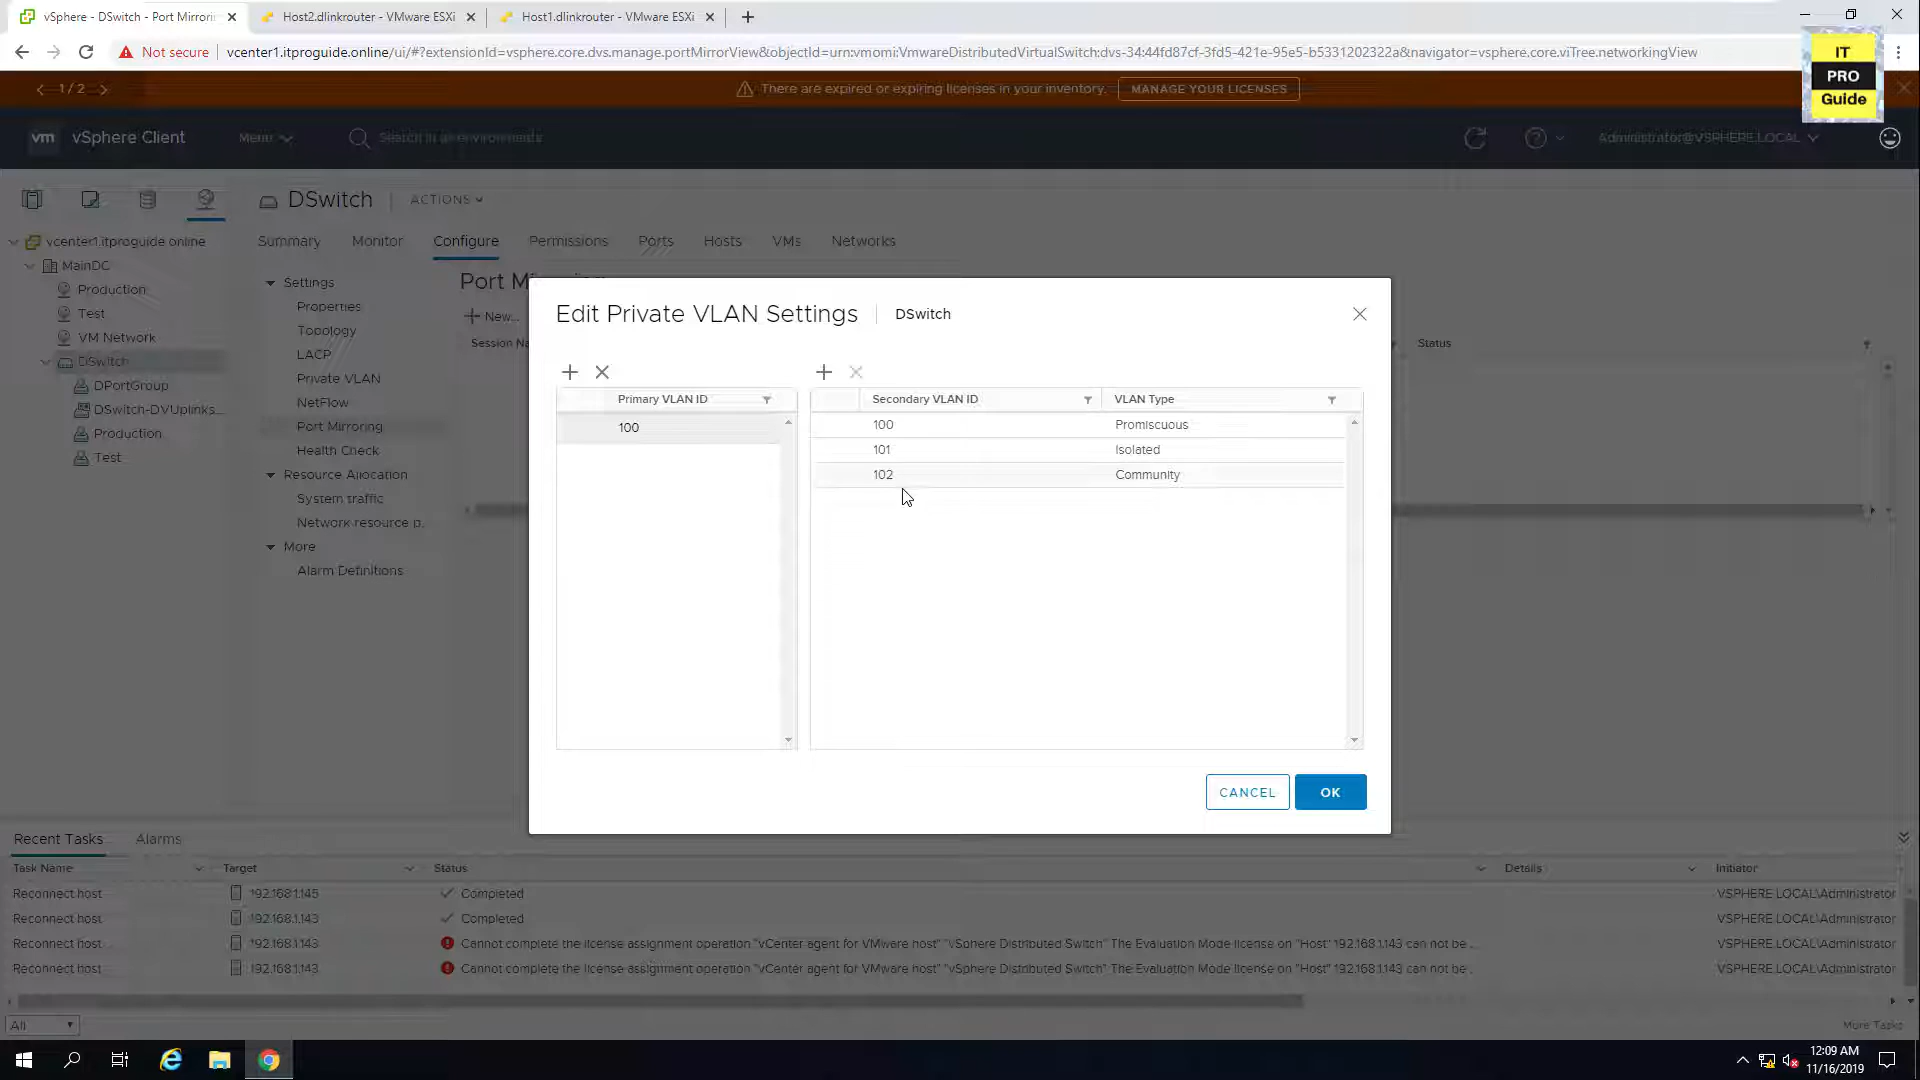 vSphere - DSwitch - Port Mirrori
Host2.dlinkrouter - VMware ESXi
Host1.dlinkrouter - VMware ESXi
Not secure
vcenter1.itproguide.online/ui/#?extensionId=vsphere.core.dvs.manage.portMirrorView&objectId=urn:vmomi:VmwareDistributedVirtualSwitch:dvs-34:44fd87cf-3fd5-421e-95e5-b5331202322a&navigator=vsphere.core.viTree.networkingView
IT
PRO
Guide
1 / 2
There are expired or expiring licenses in your inventory.
MANAGE YOUR LICENSES
vm
vSphere Client
Menu
Search in all environments
Administrator@VSPHERE.LOCAL
DSwitch
ACTIONS
vcenter1.itproguide.online
MainDC
Production
Test
VM Network
DSwitch
DPortGroup
DSwitch-DVUplinks...
Production
Test
Summary
Monitor
Configure
Permissions
Ports
Hosts
VMs
Networks
Settings
Properties
Topology
LACP
Private VLAN
NetFlow
Port Mirroring
Health Check
Resource Allocation
System traffic
Network resource p...
More
Alarm Definitions
Port Mirroring
New...
Session Na
Status
Edit Private VLAN Settings
DSwitch
Primary VLAN ID
100
Secondary VLAN ID
VLAN Type
100
Promiscuous
101
Isolated
102
Community
CANCEL
OK
Recent Tasks
Alarms
Task Name
Target
Status
Details
Initiator
Reconnect host
192.168.1.145
Completed
VSPHERE.LOCAL\Administrator
Reconnect host
192.168.1.143
Completed
VSPHERE.LOCAL\Administrator
Reconnect host
192.168.1.143
Cannot complete the license assignment operation "vCenter agent for VMware host" "vSphere Distributed Switch" The Evaluation Mode license on "Host" 192.168.1.143 can not be ...
VSPHERE.LOCAL\Administrator
Reconnect host
192.168.1.143
Cannot complete the license assignment operation "vCenter agent for VMware host" "vSphere Distributed Switch" The Evaluation Mode license on "Host" 192.168.1.143 can not be ...
VSPHERE.LOCAL\Administrator
All
More Tasks
12:09 AM
11/16/2019